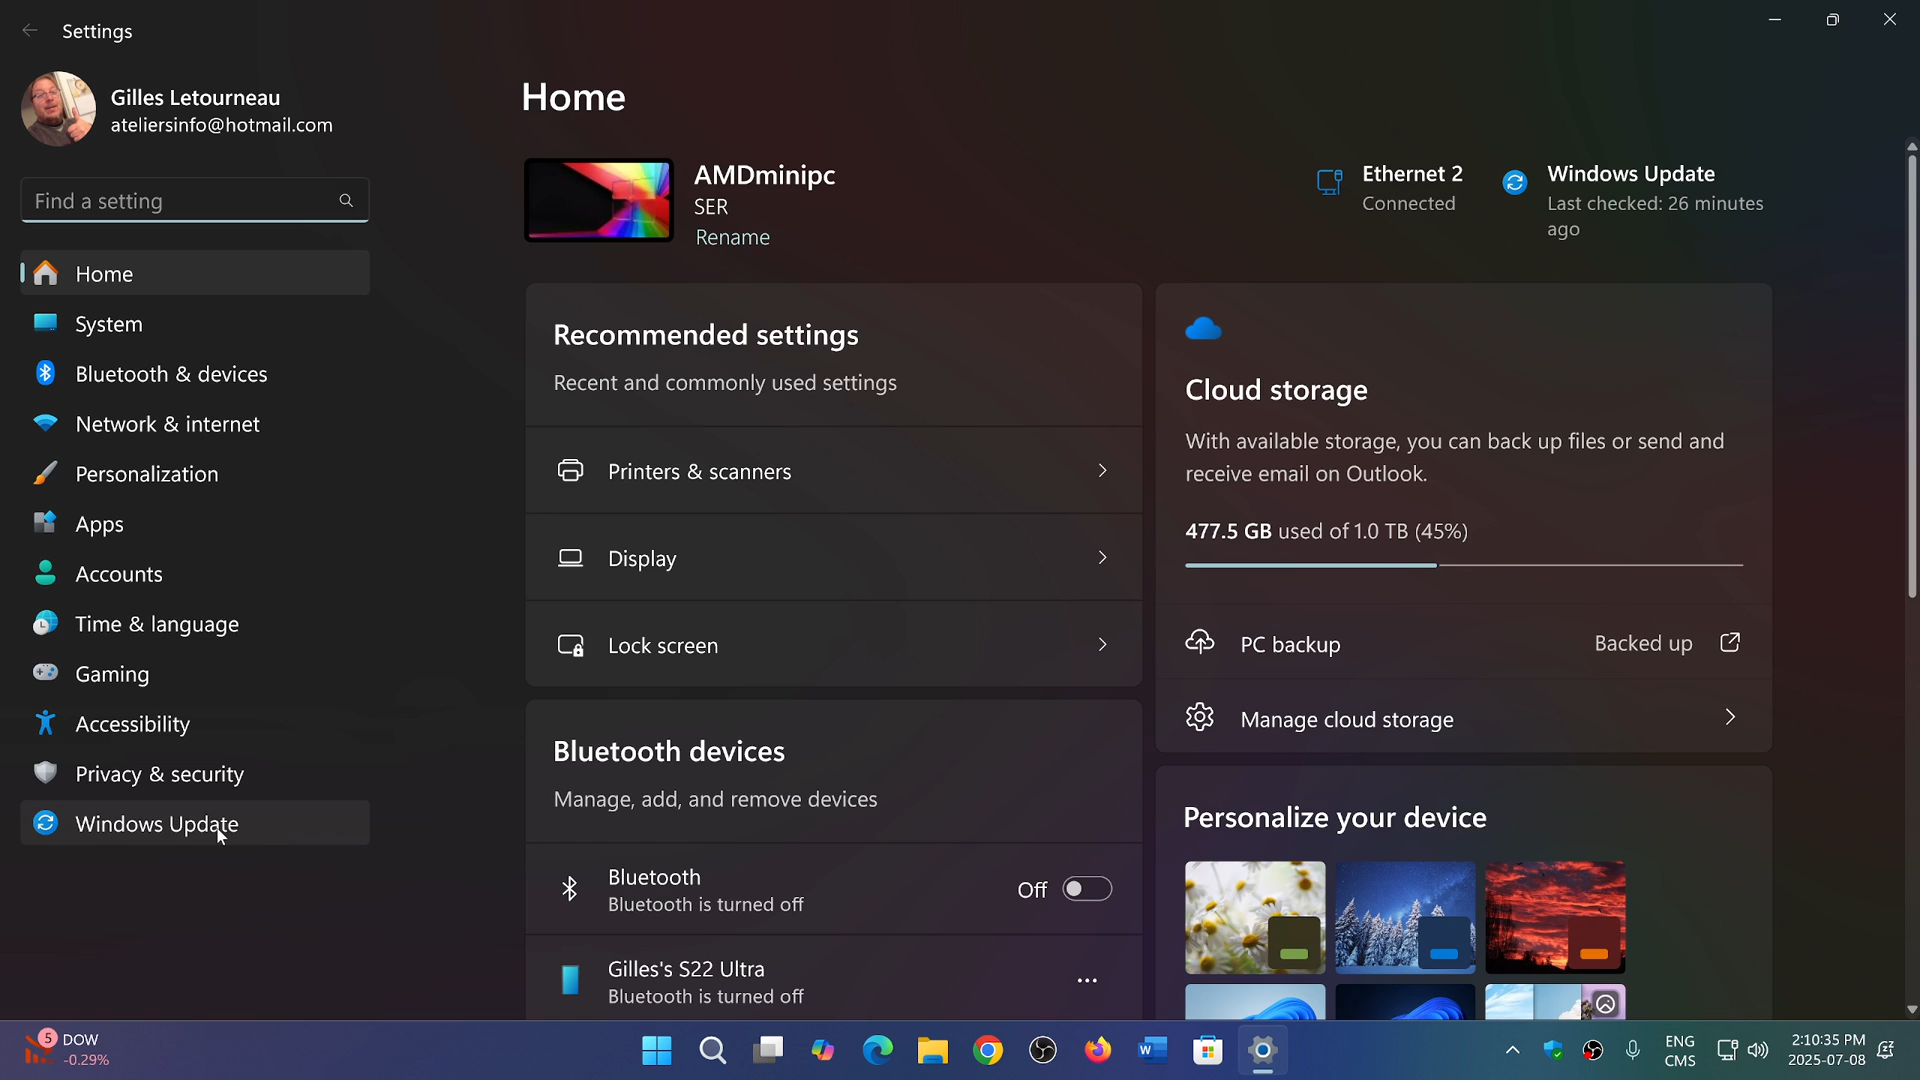 Settings
Gilles Letourneau
ateliersinfo@hotmail.com
Find a setting
Home
System
Bluetooth & devices
Network & internet
Personalization
Apps
Accounts
Time & language
Gaming
Accessibility
Privacy & security
Windows Update
Home
AMDminipc
SER
Rename
Ethernet 2
Connected
Windows Update
Last checked: 26 minutes
ago
Recommended settings
Recent and commonly used settings
Printers & scanners
Display
Lock screen
Bluetooth devices
Manage, add, and remove devices
Bluetooth
Bluetooth is turned off
Off
Gilles's S22 Ultra
Bluetooth is turned off
Cloud storage
With available storage, you can back up files or send and
receive email on Outlook.
477.5 GB used of 1.0 TB (45%)
PC backup
Backed up
Manage cloud storage
Personalize your device
5
DOW
-0.29%
W
ENG
CMS
2:10:35 PM
2025-07-08